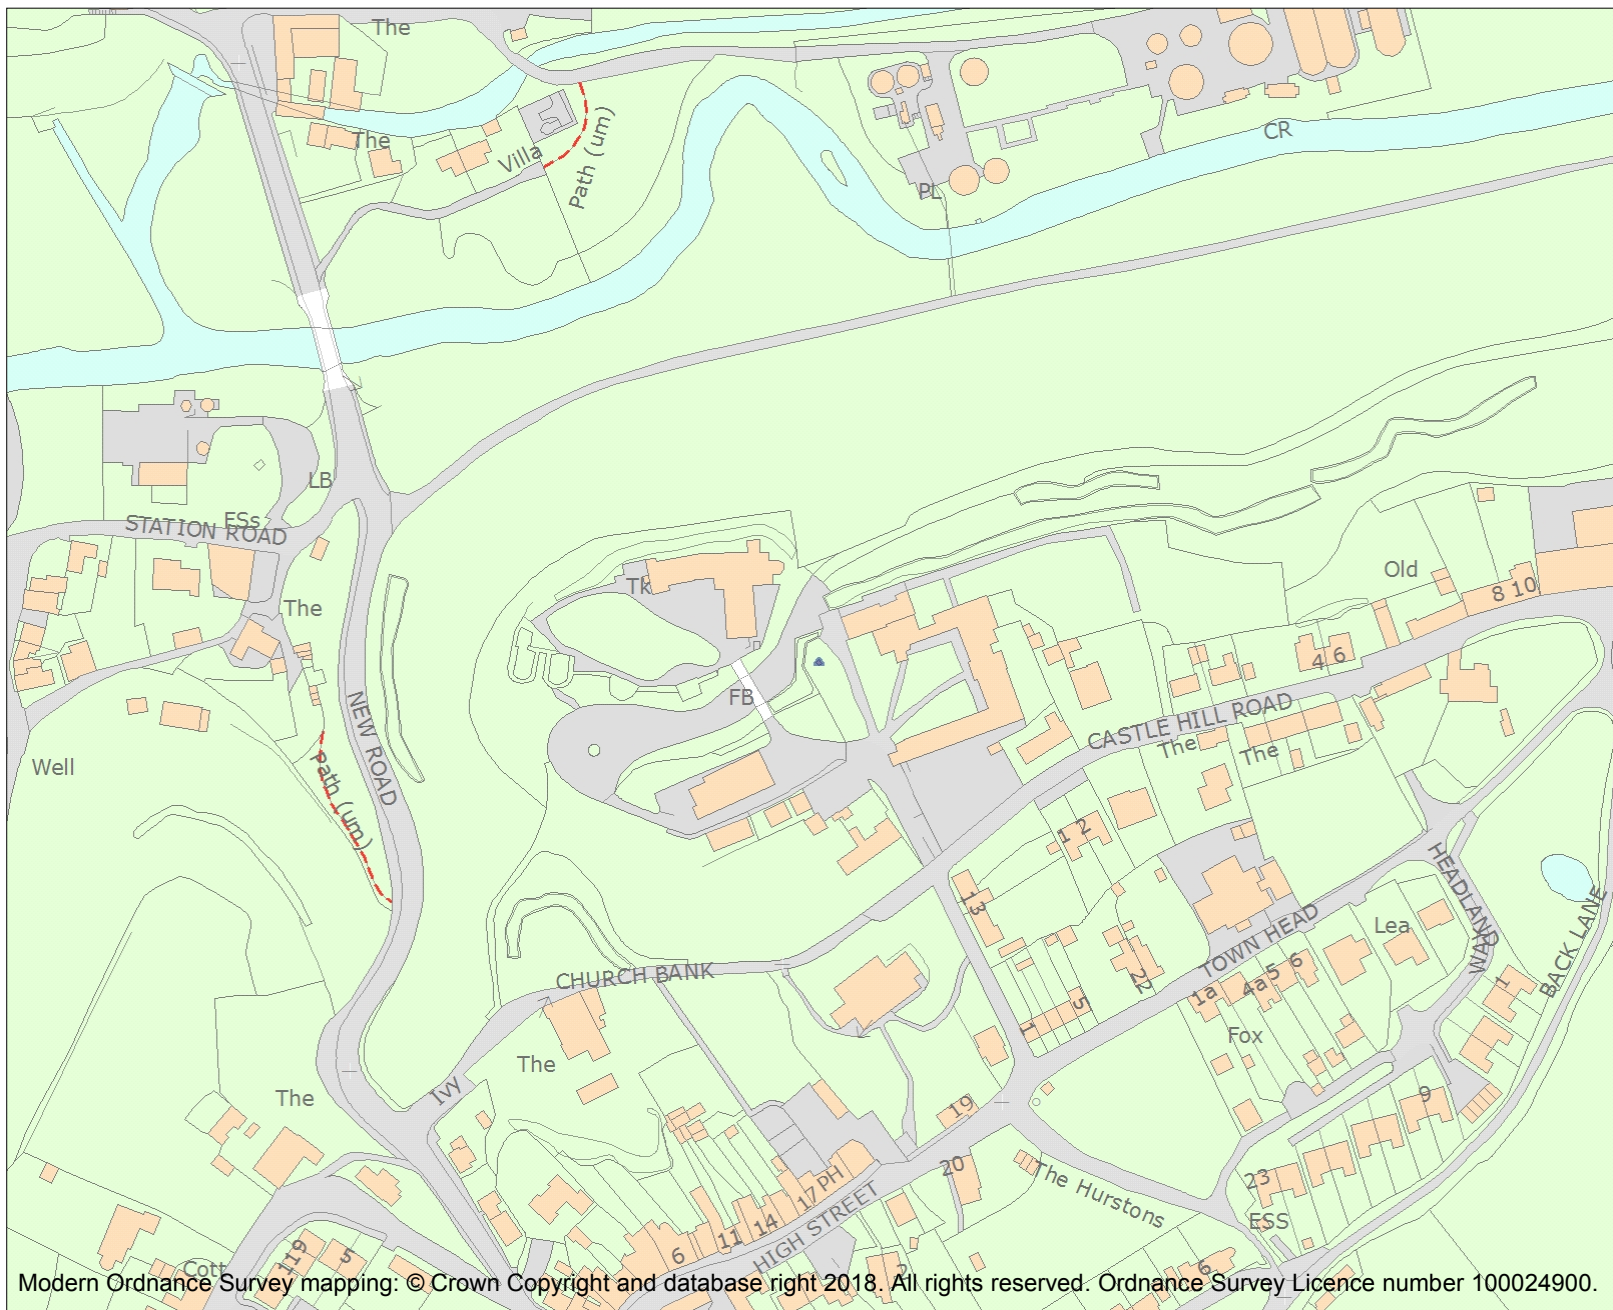 The
The
Villa
Path (um)
PL
CR
LB
ESs
STATION ROAD
The
Tk
FB
NEW ROAD
Path (um)
Well
Old
8 10
4 6
CASTLE HILL ROAD
The
The
1 2
13
22
5
1
TOWN HEAD
1a
4a
5
6
Lea
HEADLAND
WAY
BACK LANE
1
Fox
9
23
ESS
CHURCH BANK
The
Ivy
The
19
20
The Hurstons
PH
17
14
11
6
HIGH STREET
2
6
119
5
Cott
Modern Ordnance Survey mapping: © Crown Copyright and database right 2018. All rights reserved. Ordnance Survey Licence number 100024900.